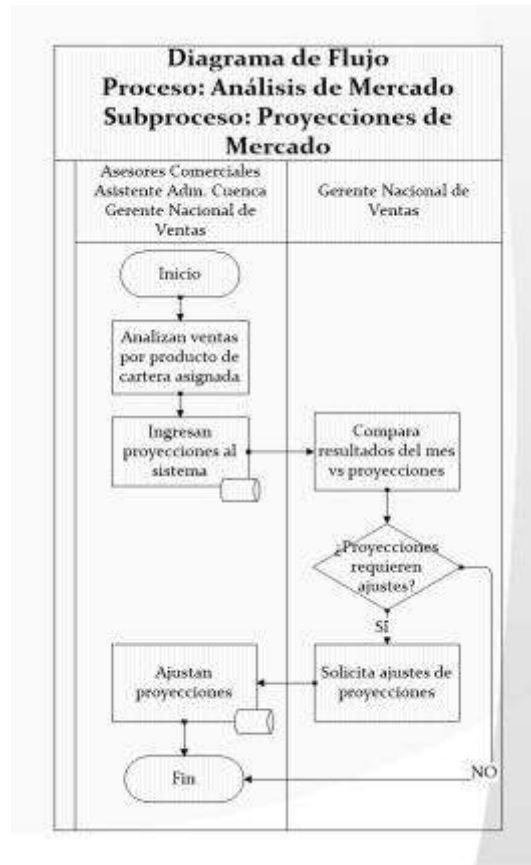 Diagrama de Flujo
Proceso: Análisis de Mercado
Subproceso: Proyecciones de
Mercado
Asesores Comerciales
Asistente Adm. Cuenca
Gerente Nacional de
Ventas
Gerente Nacional de
Ventas
Inicio
Analizan ventas
por producto de
cartera asignada
Ingresan
proyecciones al
sistema
Compara
resultados del mes
vs proyecciones
¿Proyecciones
requieren
ajustes?
SÍ
Ajustan
proyecciones
Solicita ajustes de
proyecciones
Fin
NO